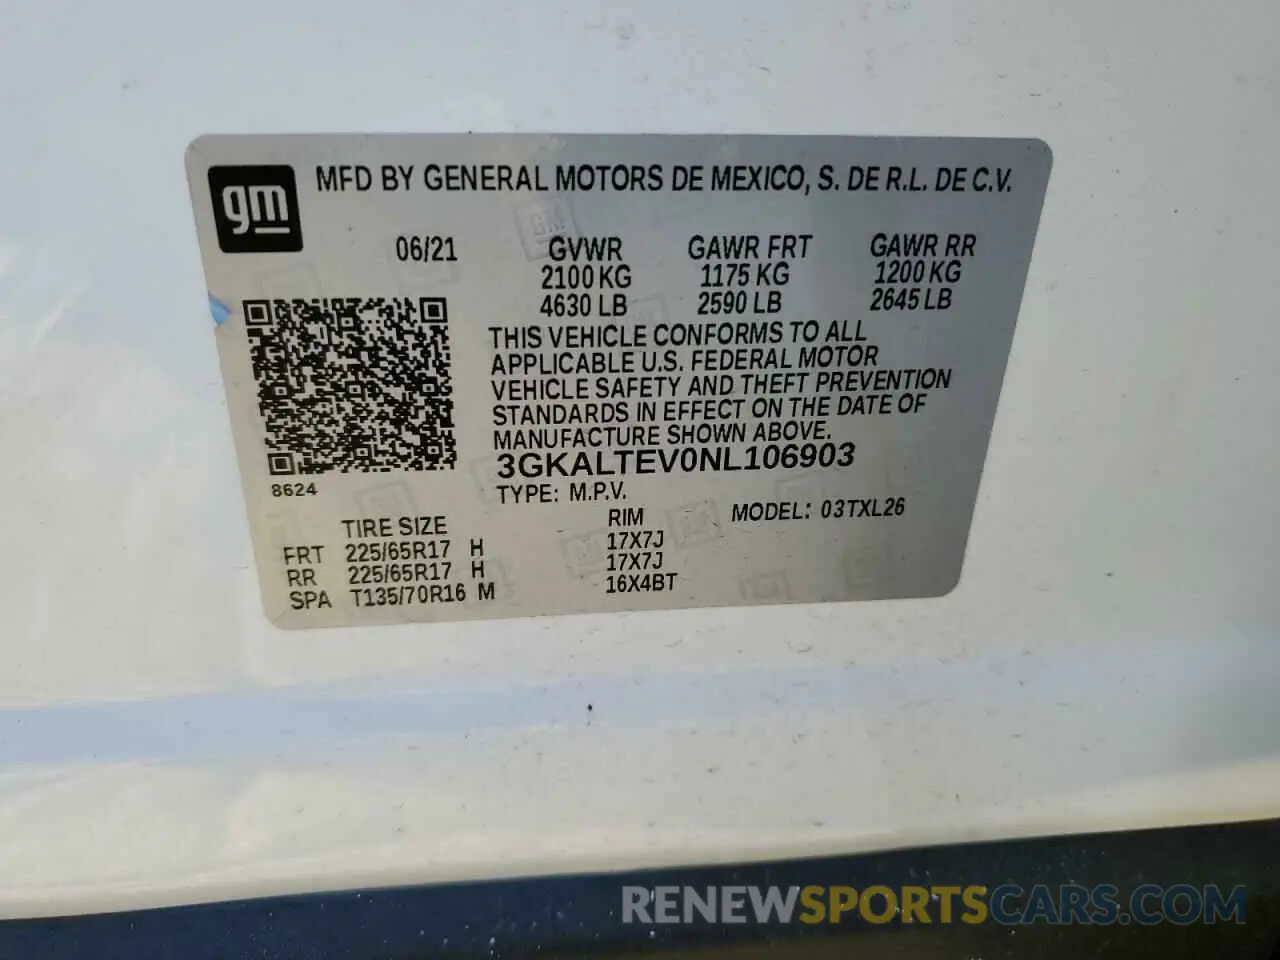 gm MFD BY GENERAL MOTORS DE MEXICO, S. DE R.L. DE C.V.
06/21 GVWR GAWR FRT GAWR RR
2100 KG 1175 KG 1200 KG
4630 LB 2590 LB 2645 LB
THIS VEHICLE CONFORMS TO ALL
APPLICABLE U.S. FEDERAL MOTOR
VEHICLE SAFETY AND THEFT PREVENTION
STANDARDS IN EFFECT ON THE DATE OF
MANUFACTURE SHOWN ABOVE.
3GKALTEV0NL106903
8624 TYPE: M.P.V. MODEL: 03TXL26
TIRE SIZE RIM
FRT 225/65R17 H 17X7J
RR 225/65R17 H 17X7J
SPA T135/70R16 M 16X4BT
RENEWSPORTSCARS.COM